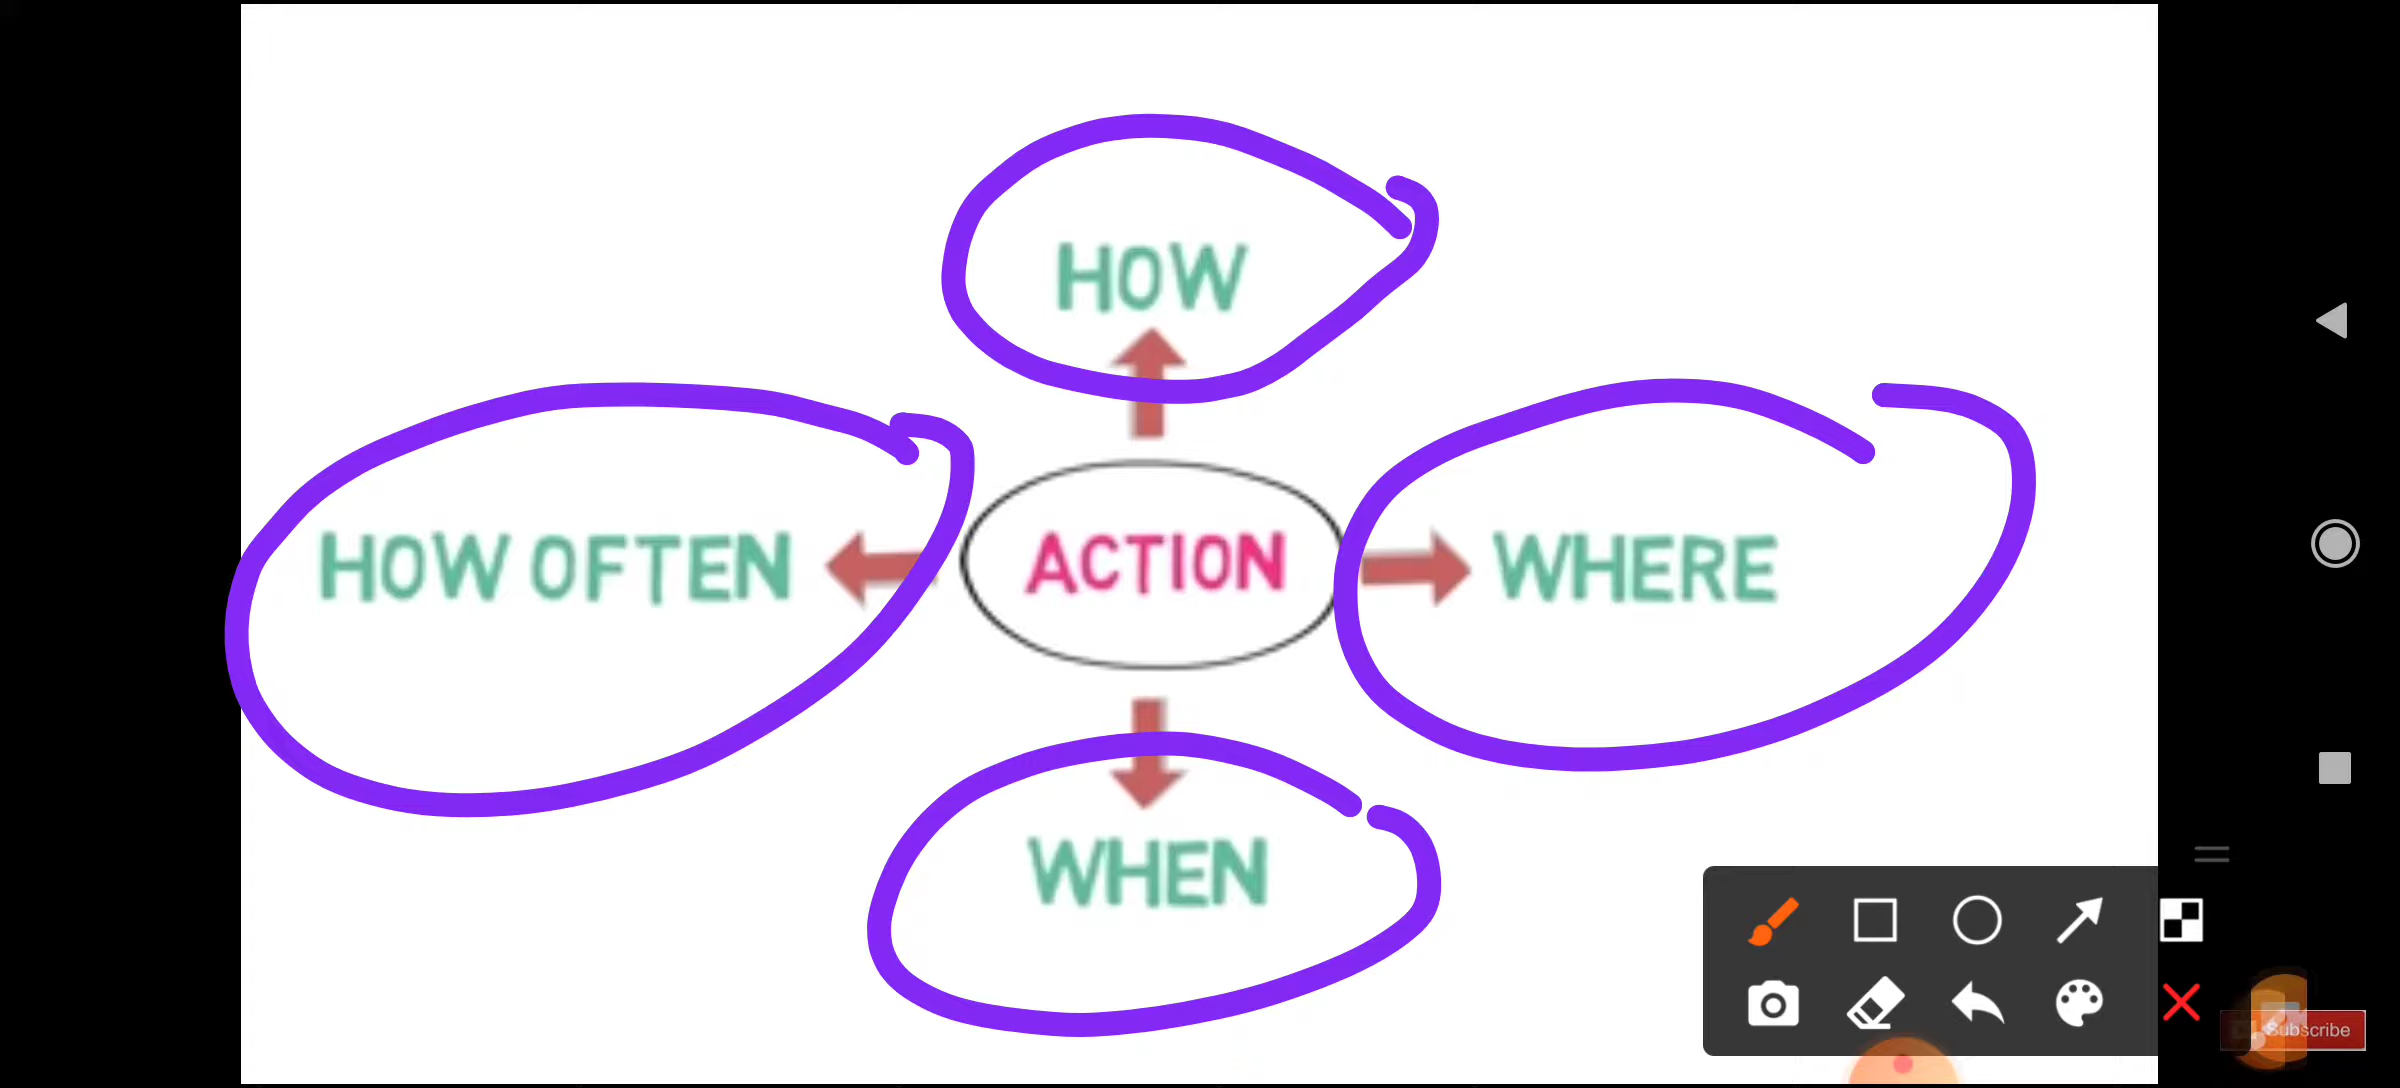 HOW
HOW OFTEN
ACTION
WHERE
WHEN
Subscribe